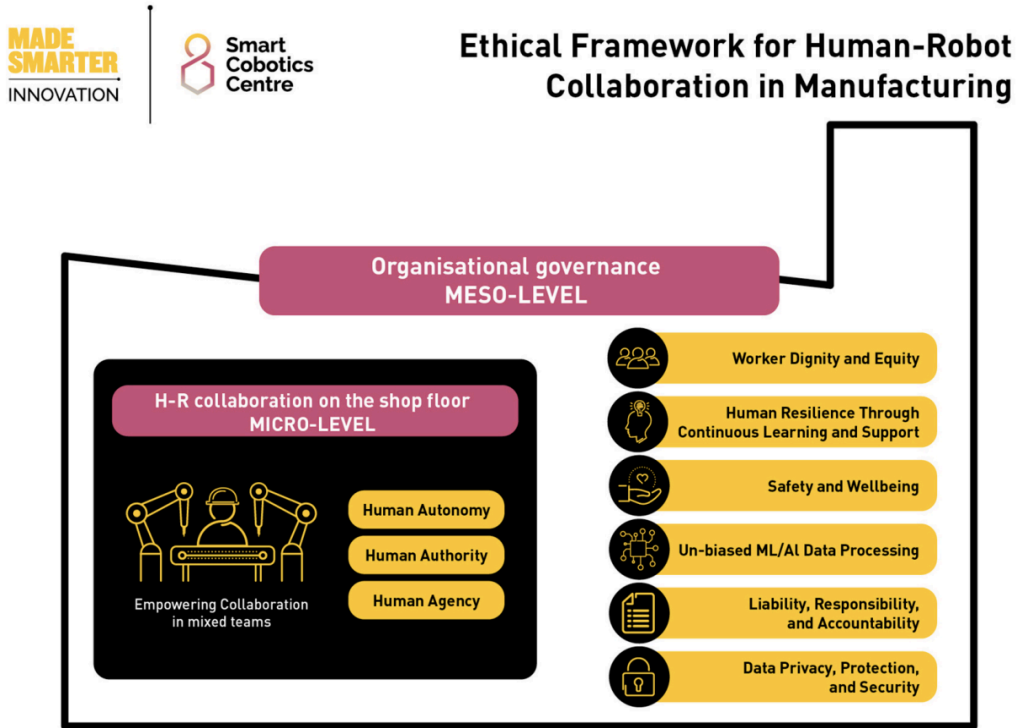 MADE
SMARTER
INNOVATION
Smart
Cobotics
Centre
Ethical Framework for Human-Robot
Collaboration in Manufacturing
Organisational governance
MESO-LEVEL
H-R collaboration on the shop floor
MICRO-LEVEL
Empowering Collaboration
in mixed teams
Human Autonomy
Human Authority
Human Agency
Worker Dignity and Equity
Human Resilience Through
Continuous Learning and Support
Safety and Wellbeing
Un-biased ML/AI Data Processing
Liability, Responsibility,
and Accountability
Data Privacy, Protection,
and Security